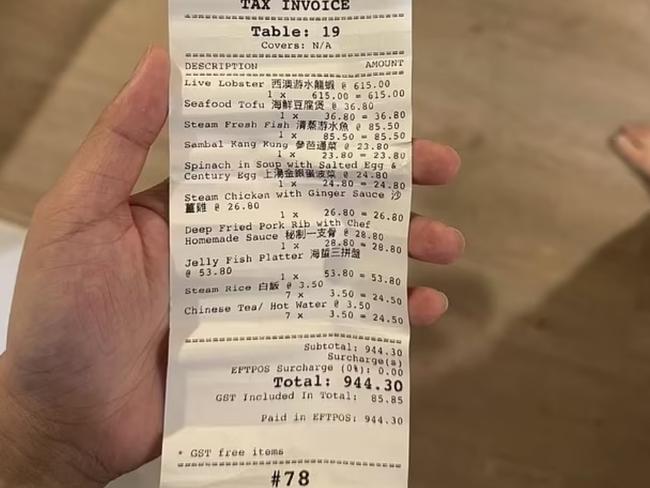 TAX INVOICE
Table: 19
Covers: N/A
DESCRIPTION AMOUNT
Live Lobster 西澳游水龍蝦 @ 615.00
1 x 615.00 = 615.00
Seafood Tofu 海鮮豆腐煲 @ 36.80
1 x 36.80 = 36.80
Steam Fresh Fish 清蒸游水魚 @ 85.50
1 x 85.50 = 85.50
Sambal Kang Kung 參芭通菜 @ 23.80
1 x 23.80 = 23.80
Spinach in Soup with Salted Egg &
Century Egg 上湯金銀蛋菠菜 @ 24.80
1 x 24.80 = 24.80
Steam Chicken with Ginger Sauce 沙
薑雞 @ 26.80
1 x 26.80 = 26.80
Deep Fried Pork Rib with Chef
Homemade Sauce 秘制一支骨 @ 28.80
1 x 28.80 = 28.80
Jelly Fish Platter 海蜇三拼盤
@ 53.80
1 x 53.80 = 53.80
Steam Rice 白飯 @ 3.50
7 x 3.50 = 24.50
Chinese Tea/ Hot Water @ 3.50
7 x 3.50 = 24.50
Subtotal: 944.30
Surcharge(s)
EFTPOS Surcharge (0%): 0.00
Total: 944.30
GST Included In Total: 85.85
Paid in EFTPOS: 944.30
* GST free items
#78